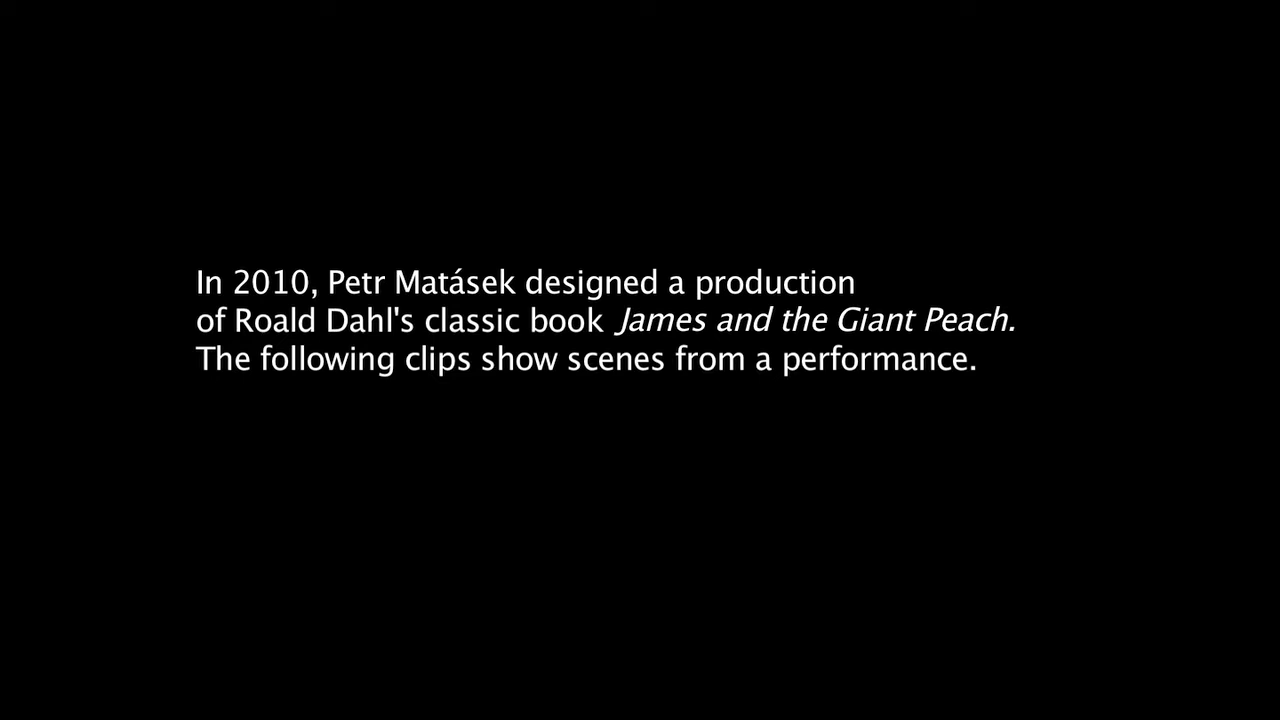 In 2010, Petr Matásek designed a production
of Roald Dahl's classic book James and the Giant Peach.
The following clips show scenes from a performance.